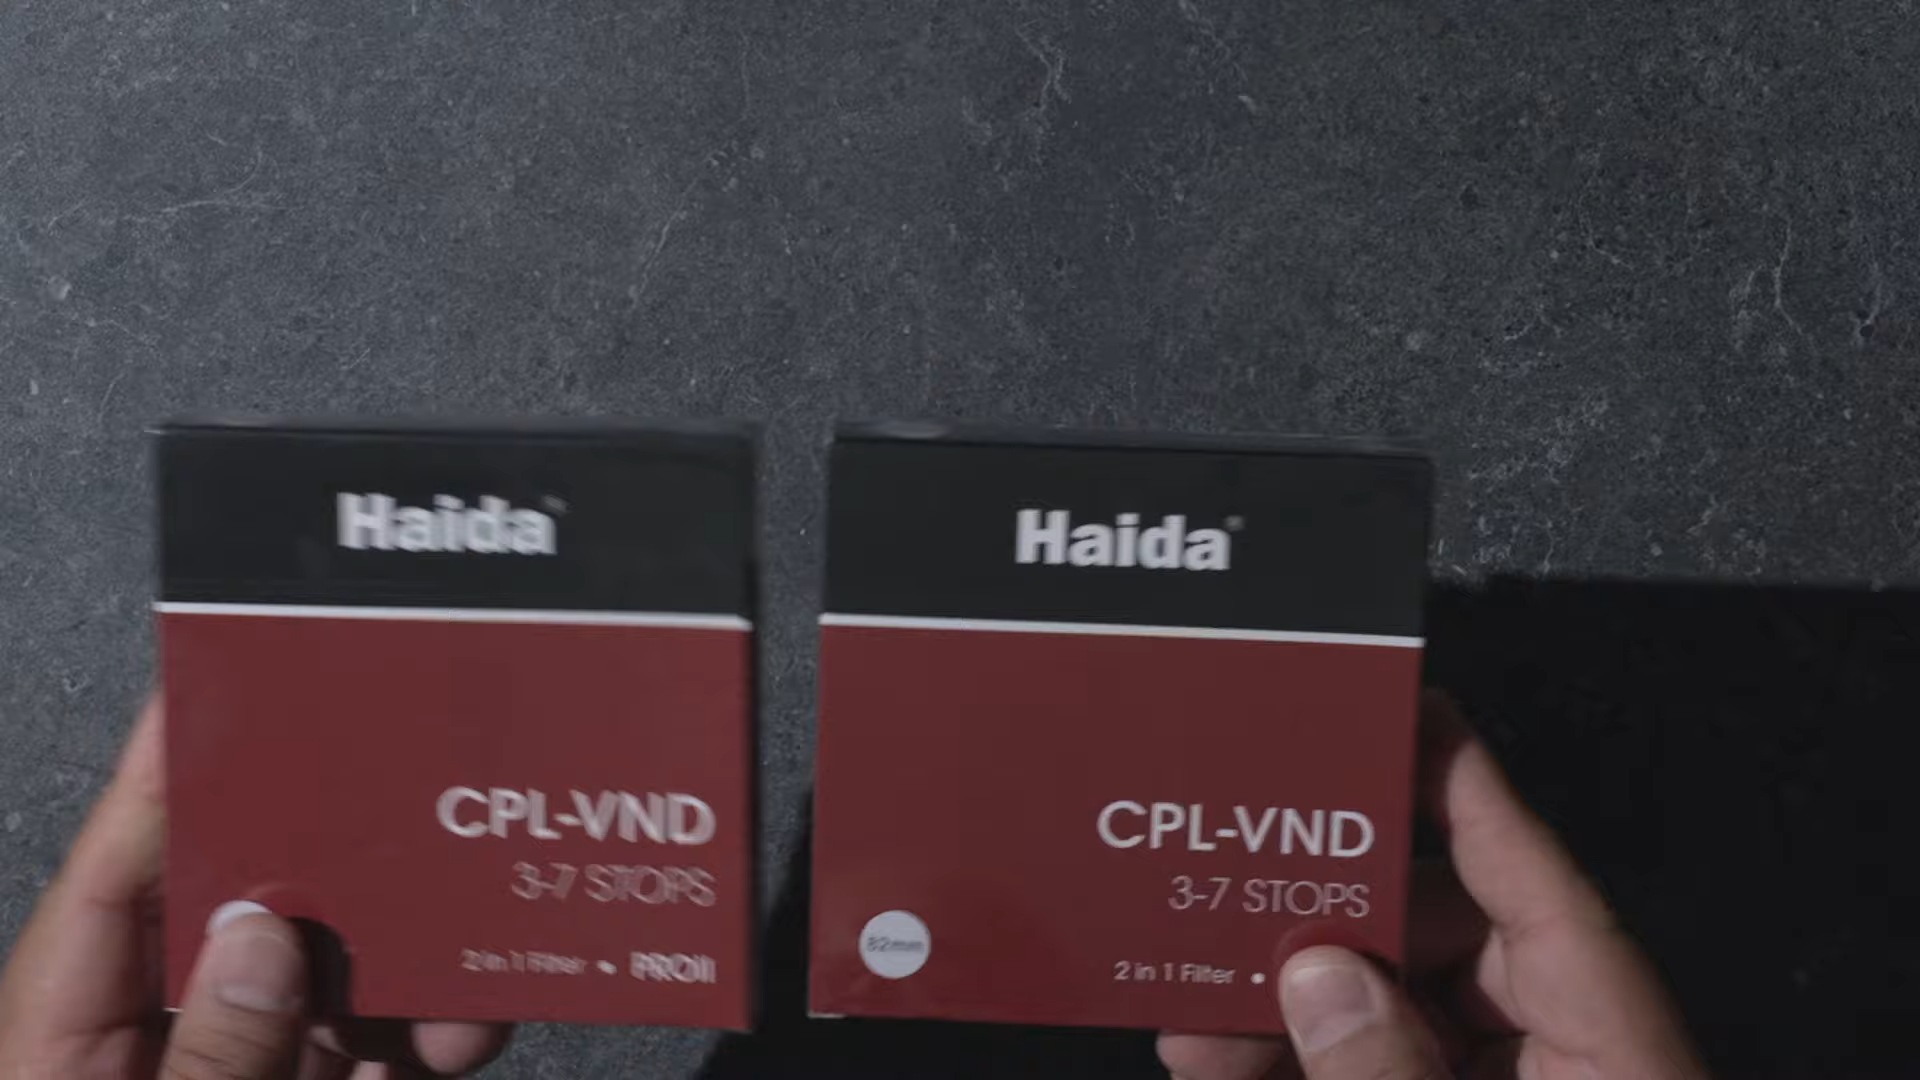 Haida
CPL-VND
3-7 STOPS
2 in 1 Filter • PROII
Haida
CPL-VND
3-7 STOPS
82mm
2 in 1 Filter •